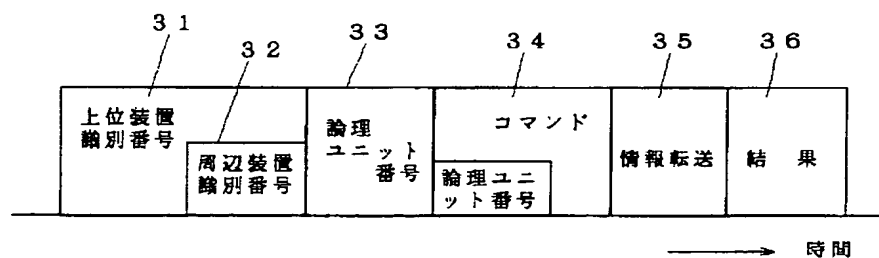 31
32
33
34
35
36
上位装置
識別番号
周辺装置
識別番号
論理
ユニット
番号
コマンド
論理ユニ
ット番号
情報転送
結 果
時間